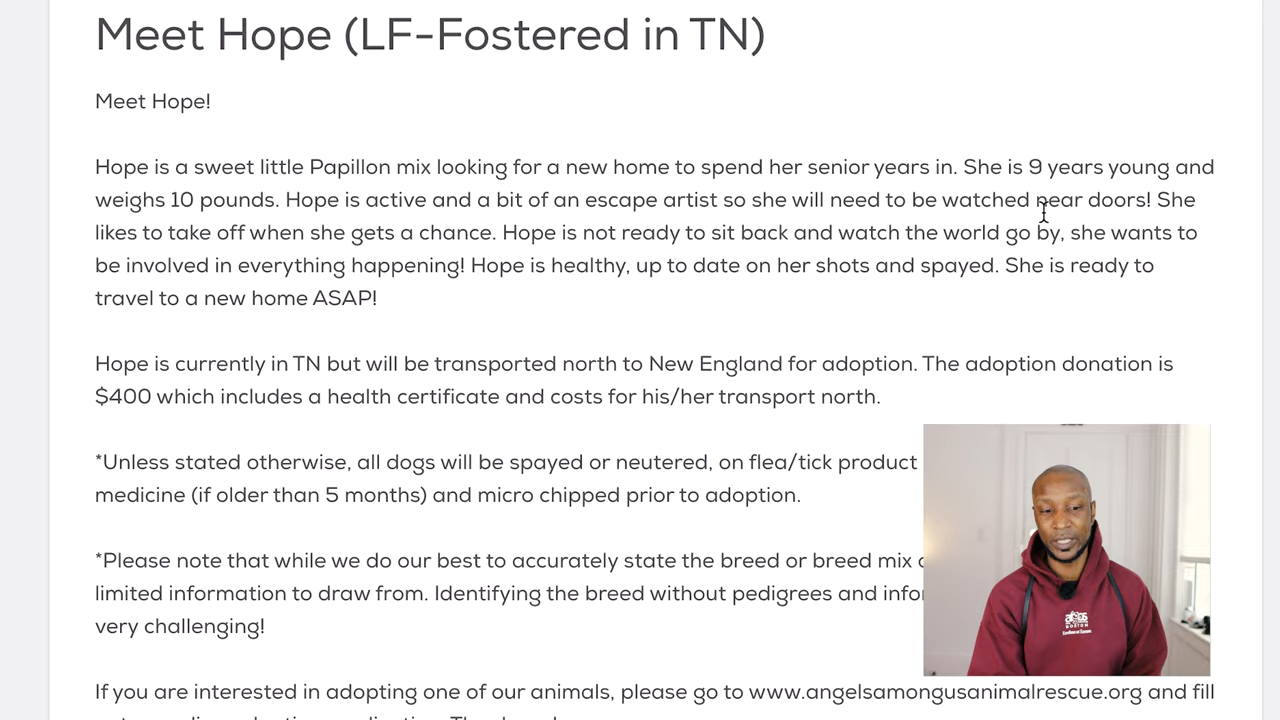 Meet Hope (LF-Fostered in TN)
Meet Hope!
Hope is a sweet little Papillon mix looking for a new home to spend her senior years in. She is 9 years young and
weighs 10 pounds. Hope is active and a bit of an escape artist so she will need to be watched near doors! She
likes to take off when she gets a chance. Hope is not ready to sit back and watch the world go by, she wants to
be involved in everything happening! Hope is healthy, up to date on her shots and spayed. She is ready to
travel to a new home ASAP!
Hope is currently in TN but will be transported north to New England for adoption. The adoption donation is
$400 which includes a health certificate and costs for his/her transport north.
*Unless stated otherwise, all dogs will be spayed or neutered, on flea/tick product
medicine (if older than 5 months) and micro chipped prior to adoption.
*Please note that while we do our best to accurately state the breed or breed mix
limited information to draw from. Identifying the breed without pedigrees and
very challenging!
If you are interested in adopting one of our animals, please go to www.angelsamongusanimalrescue.org and fill
BOSTON